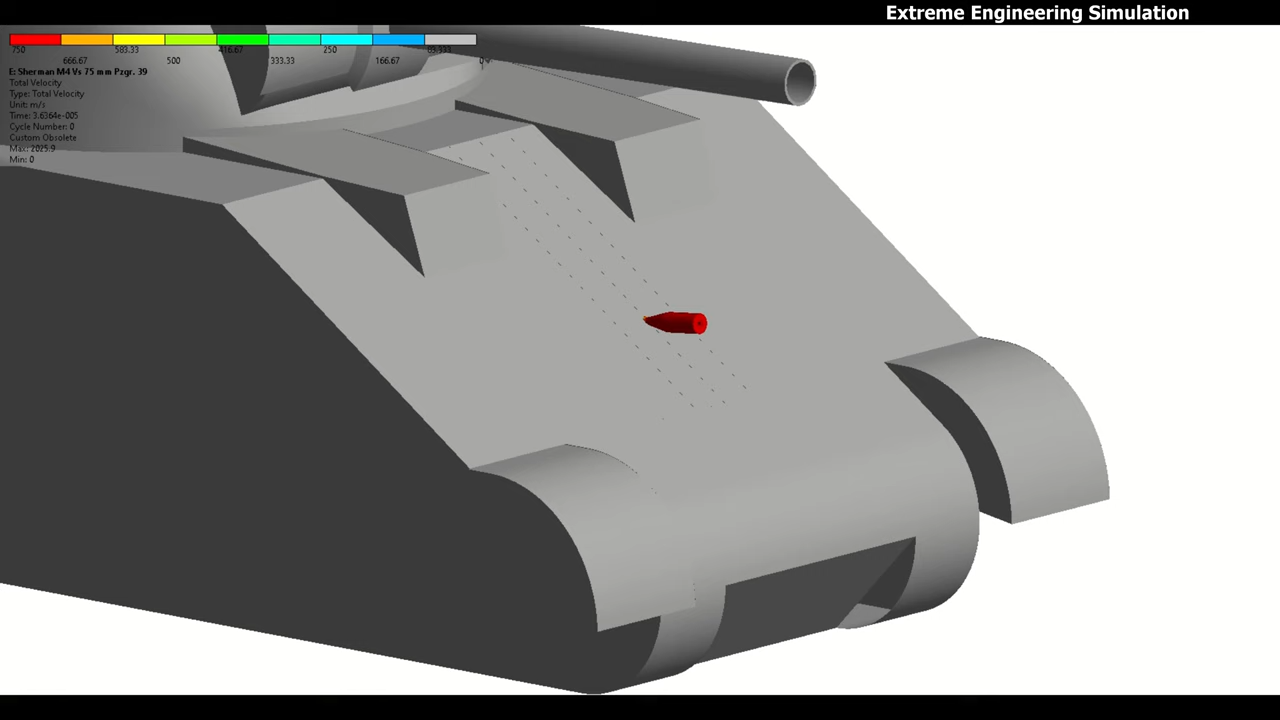 Extreme Engineering Simulation
750 583.33 416.67 250 83.333
666.67 500 333.33 166.67 0
E: Sherman M4 Vs 75 mm Pzgr. 39
Total Velocity
Type: Total Velocity
Unit: m/s
Time: 3.6364e-005
Cycle Number: 0
Custom Obsolete
Max: 2025.9
Min: 0